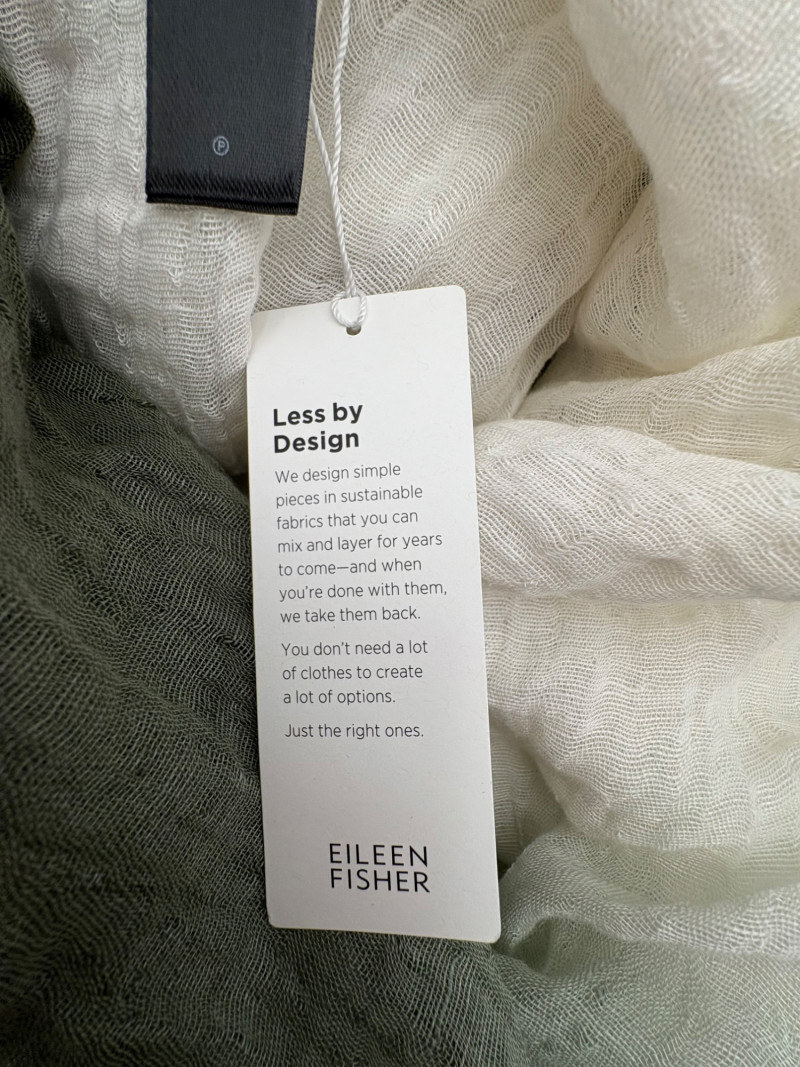 Ⓟ
Less by
Design
We design simple
pieces in sustainable
fabrics that you can
mix and layer for years
to come—and when
you’re done with them,
we take them back.
You don’t need a lot
of clothes to create
a lot of options.
Just the right ones.
EILEEN
FISHER